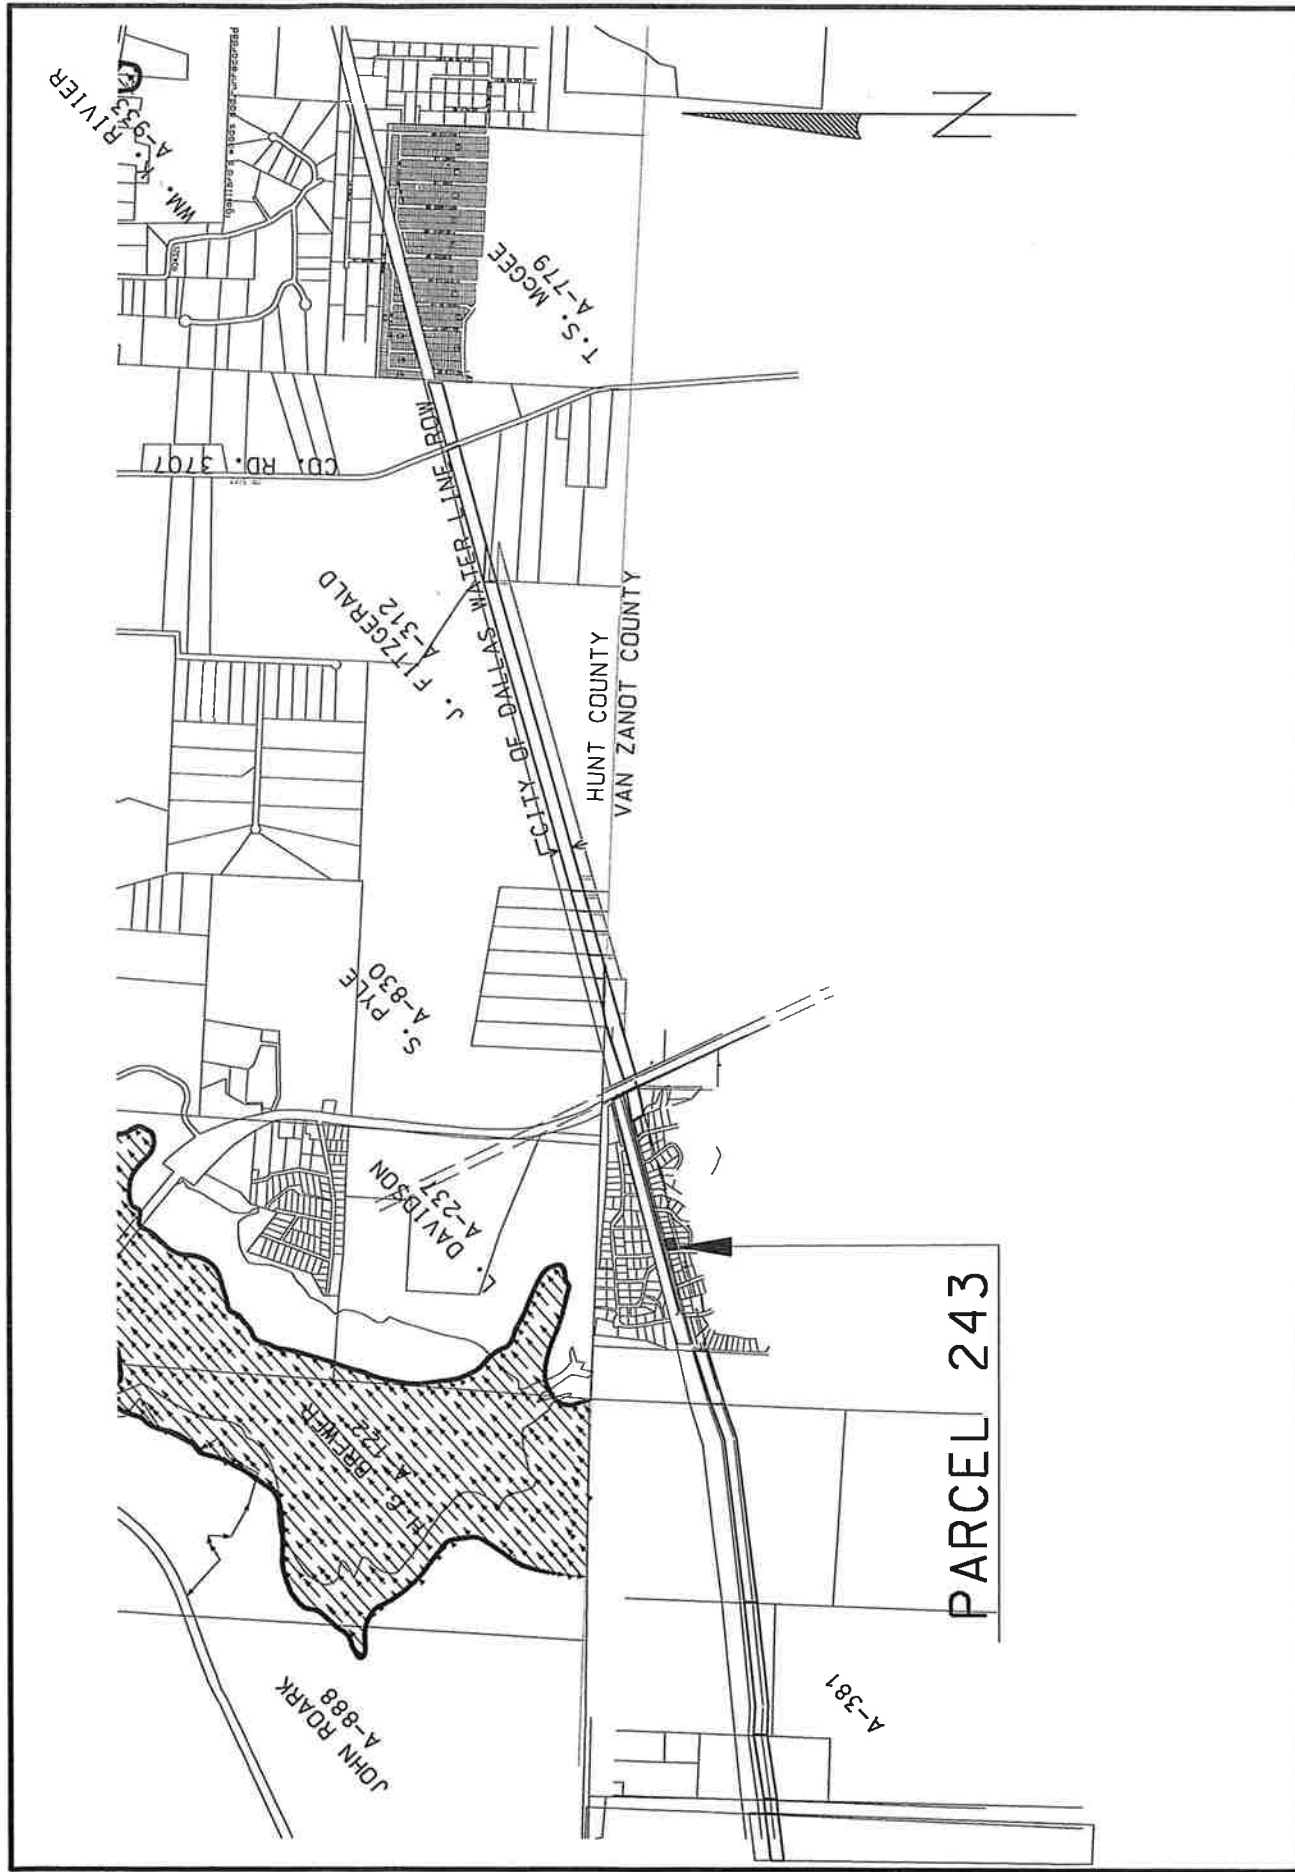 WM. RIVIER
A-933
T.S. McGEE
A-779
CO. RD. 3707
CITY OF DALLAS WATER LINE ROW
J. FITZGERALD
A-312
HUNT COUNTY
VAN ZANDT COUNTY
S. PYLE
A-830
L. DAVIDSON
A-237
H G BREWER
A 122
JOHN ROARK
A-888
A-381
PARCEL 243
N